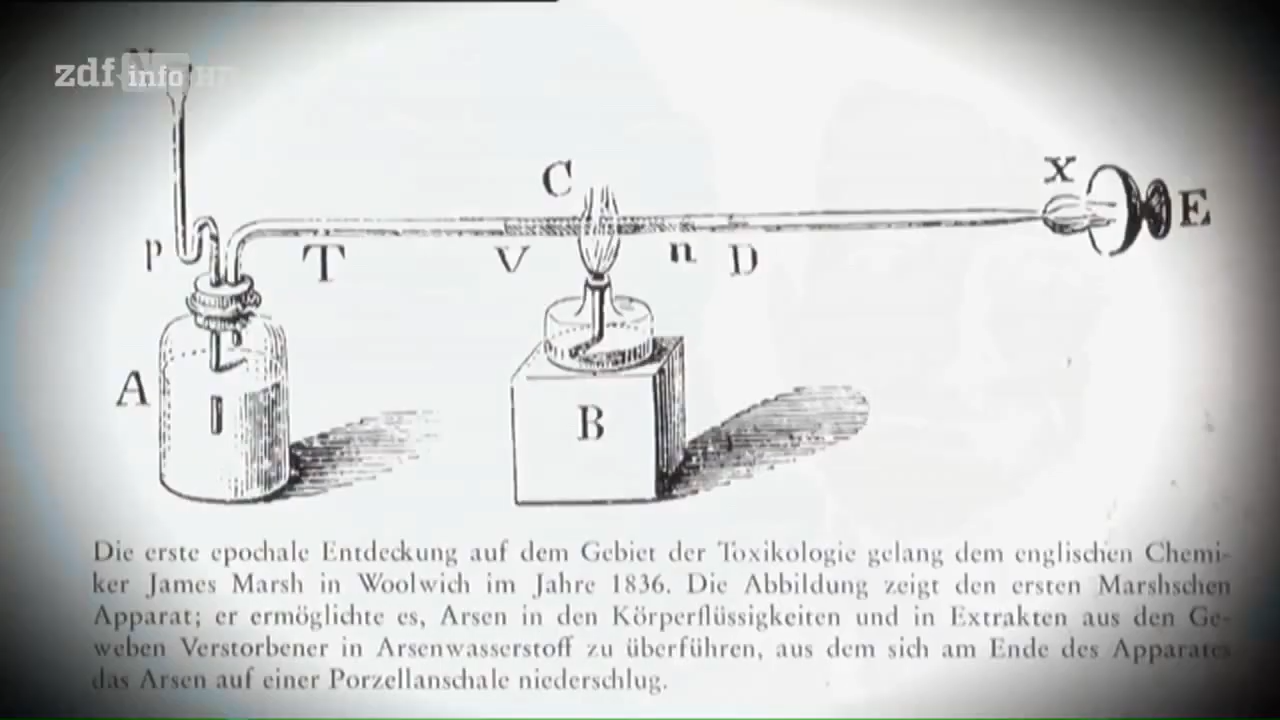 zdf info HD
C
X
E
P
T
V
n
D
A
B
Die erste epochale Entdeckung auf dem Gebiet der Toxikologie gelang dem englischen Chemi-
ker James Marsh in Woolwich im Jahre 1836. Die Abbildung zeigt den ersten Marshschen
Apparat; er ermöglichte es, Arsen in den Körperflüssigkeiten und in Extrakten aus den Ge-
weben Verstorbener in Arsenwasserstoff zu überführen, aus dem sich am Ende des Apparates
das Arsen auf einer Porzellanschale niederschlug.